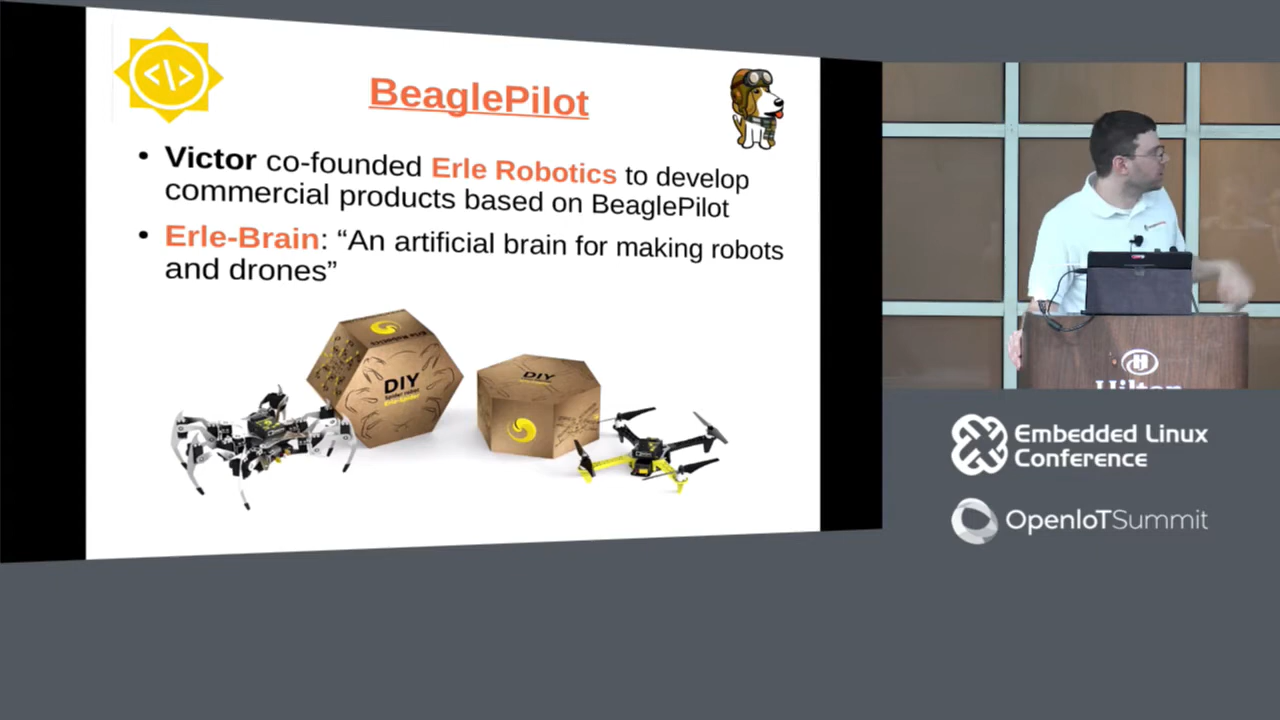 BeaglePilot
• Victor co-founded Erle Robotics to develop
commercial products based on BeaglePilot
• Erle-Brain: “An artificial brain for making robots
and drones”
DIY
DIY
Hilton
Embedded Linux
Conference
OpenIoTSummit